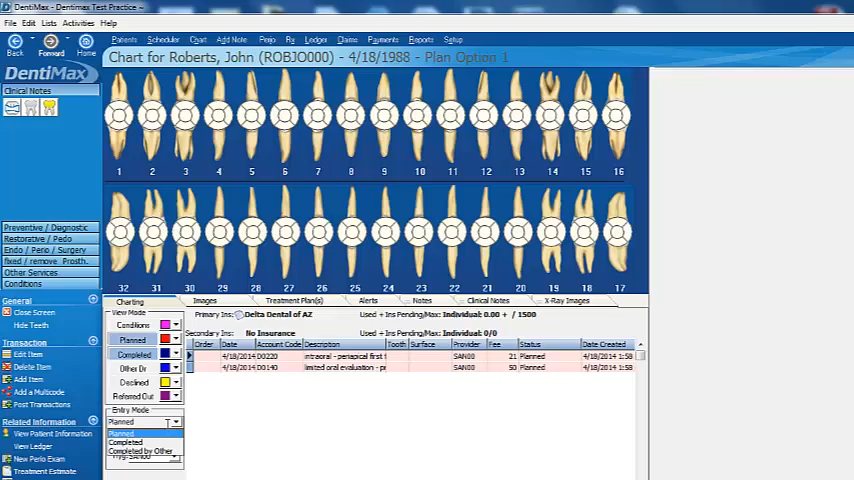 DentiMax - Dentimax Test Practice ~
File Edit Lists Activities Help
Back Forward Home
Patients Scheduler Chart Add Note Perio Rx Ledger Claims Payments Reports Setup
DentiMax
Chart for Roberts, John (ROBJO000) - 4/18/1988 - Plan Option 1
Clinical Notes
1 2 3 4 5 6 7 8 9 10 11 12 13 14 15 16
Preventive / Diagnostic
Restorative / Pedo
Endo / Perio / Surgery
fixed / remove Prosth.
Other Services
Conditions
32 31 30 29 28 27 26 25 24 23 22 21 20 19 18 17
General
Close Screen
Hide Teeth
Transaction
Edit Item
Delete Item
Add Item
Add a Multicode
Post Transactions
Related Information
View Patient Information
View Ledger
New Perio Exam
Treatment Estimate
Charting Images Treatment Plan(s) Alerts Notes Clinical Notes X-Ray Images
View Mode
Conditions
Planned
Completed
Other Dr
Declined
Referred Out
Entry Mode
Planned
Planned
Completed
Completed by Other
Primary Ins: Delta Dental of AZ Used + Ins Pending/Max: Individual: 0.00 + / 1500
Secondary Ins: No Insurance Used + Ins Pending/Max: Individual: 0/0
Order Date Account Code Description Tooth Surface Provider Fee Status Date Created
4/18/2014 D0220 intraoral - periapical first f SAN00 21 Planned 4/18/2014 1:58
4/18/2014 D0140 limited oral evaluation - pr SAN00 50 Planned 4/18/2014 1:58